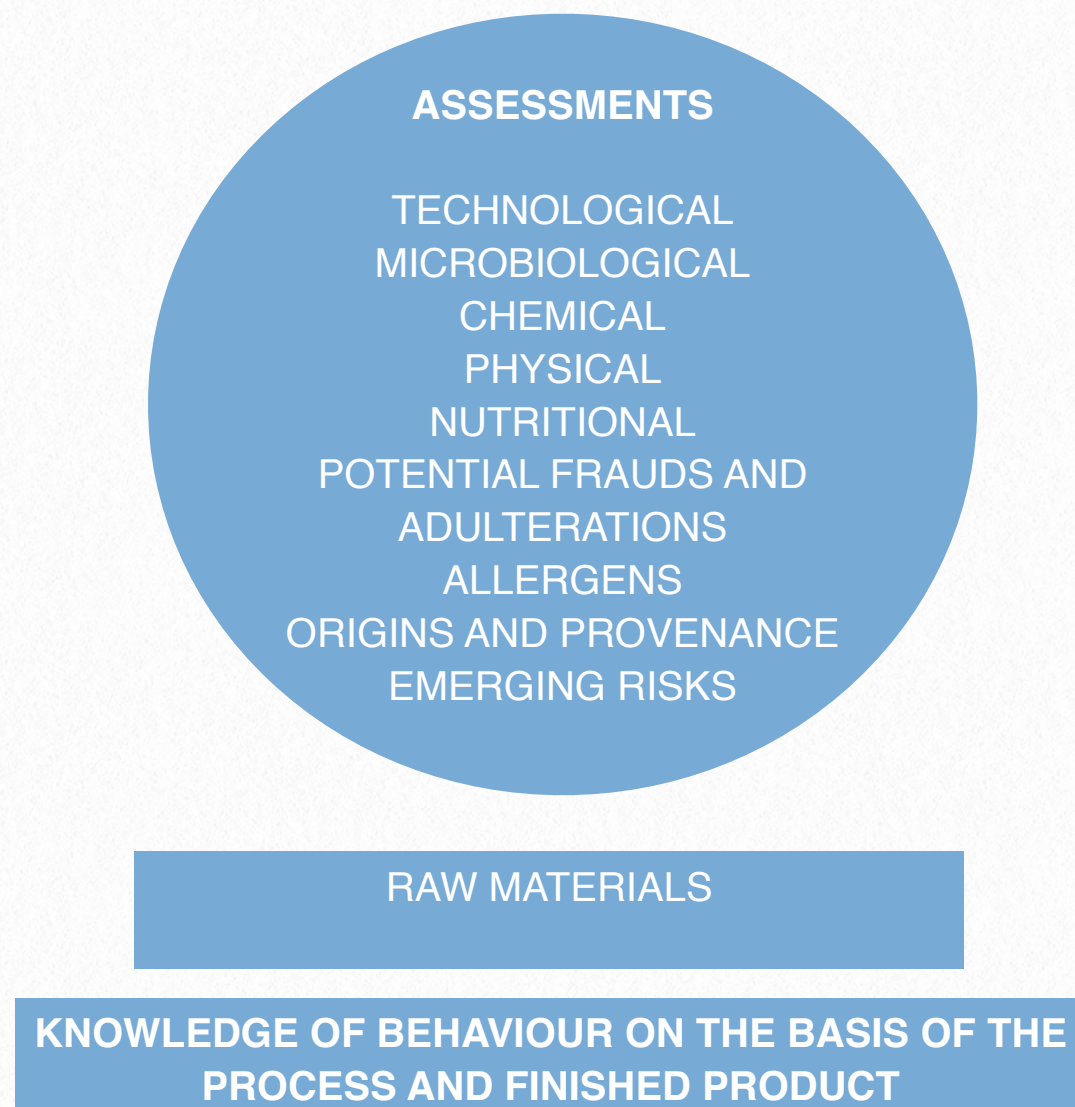 ASSESSMENTS
TECHNOLOGICAL
MICROBIOLOGICAL
CHEMICAL
PHYSICAL
NUTRITIONAL
POTENTIAL FRAUDS AND
ADULTERATIONS
ALLERGENS
ORIGINS AND PROVENANCE
EMERGING RISKS
RAW MATERIALS
KNOWLEDGE OF BEHAVIOUR ON THE BASIS OF THE
PROCESS AND FINISHED PRODUCT